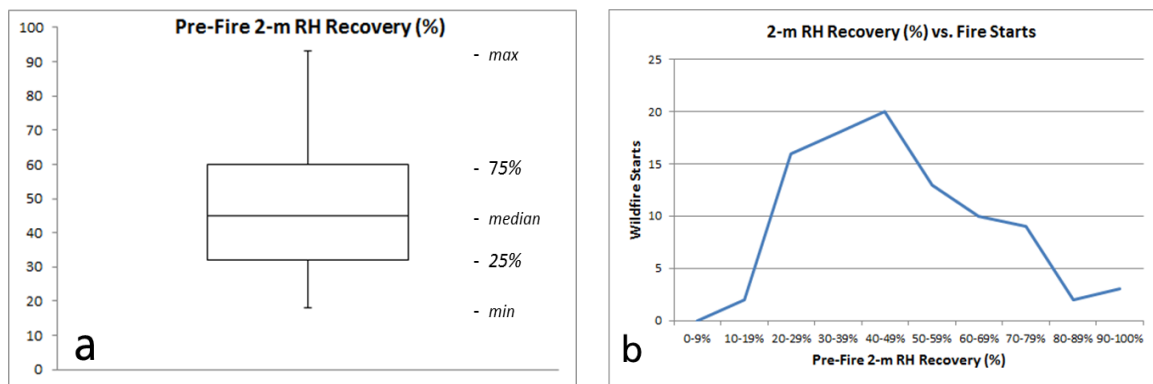 Pre-Fire 2-m RH Recovery (%)
100
90
80
70
60
50
40
30
20
10
0
- max
- 75%
- median
- 25%
- min
a
2-m RH Recovery (%) vs. Fire Starts
Wildfire Starts
25
20
15
10
5
0
0-9% 10-19% 20-29% 30-39% 40-49% 50-59% 60-69% 70-79% 80-89% 90-100%
Pre-Fire 2-m RH Recovery (%)
b